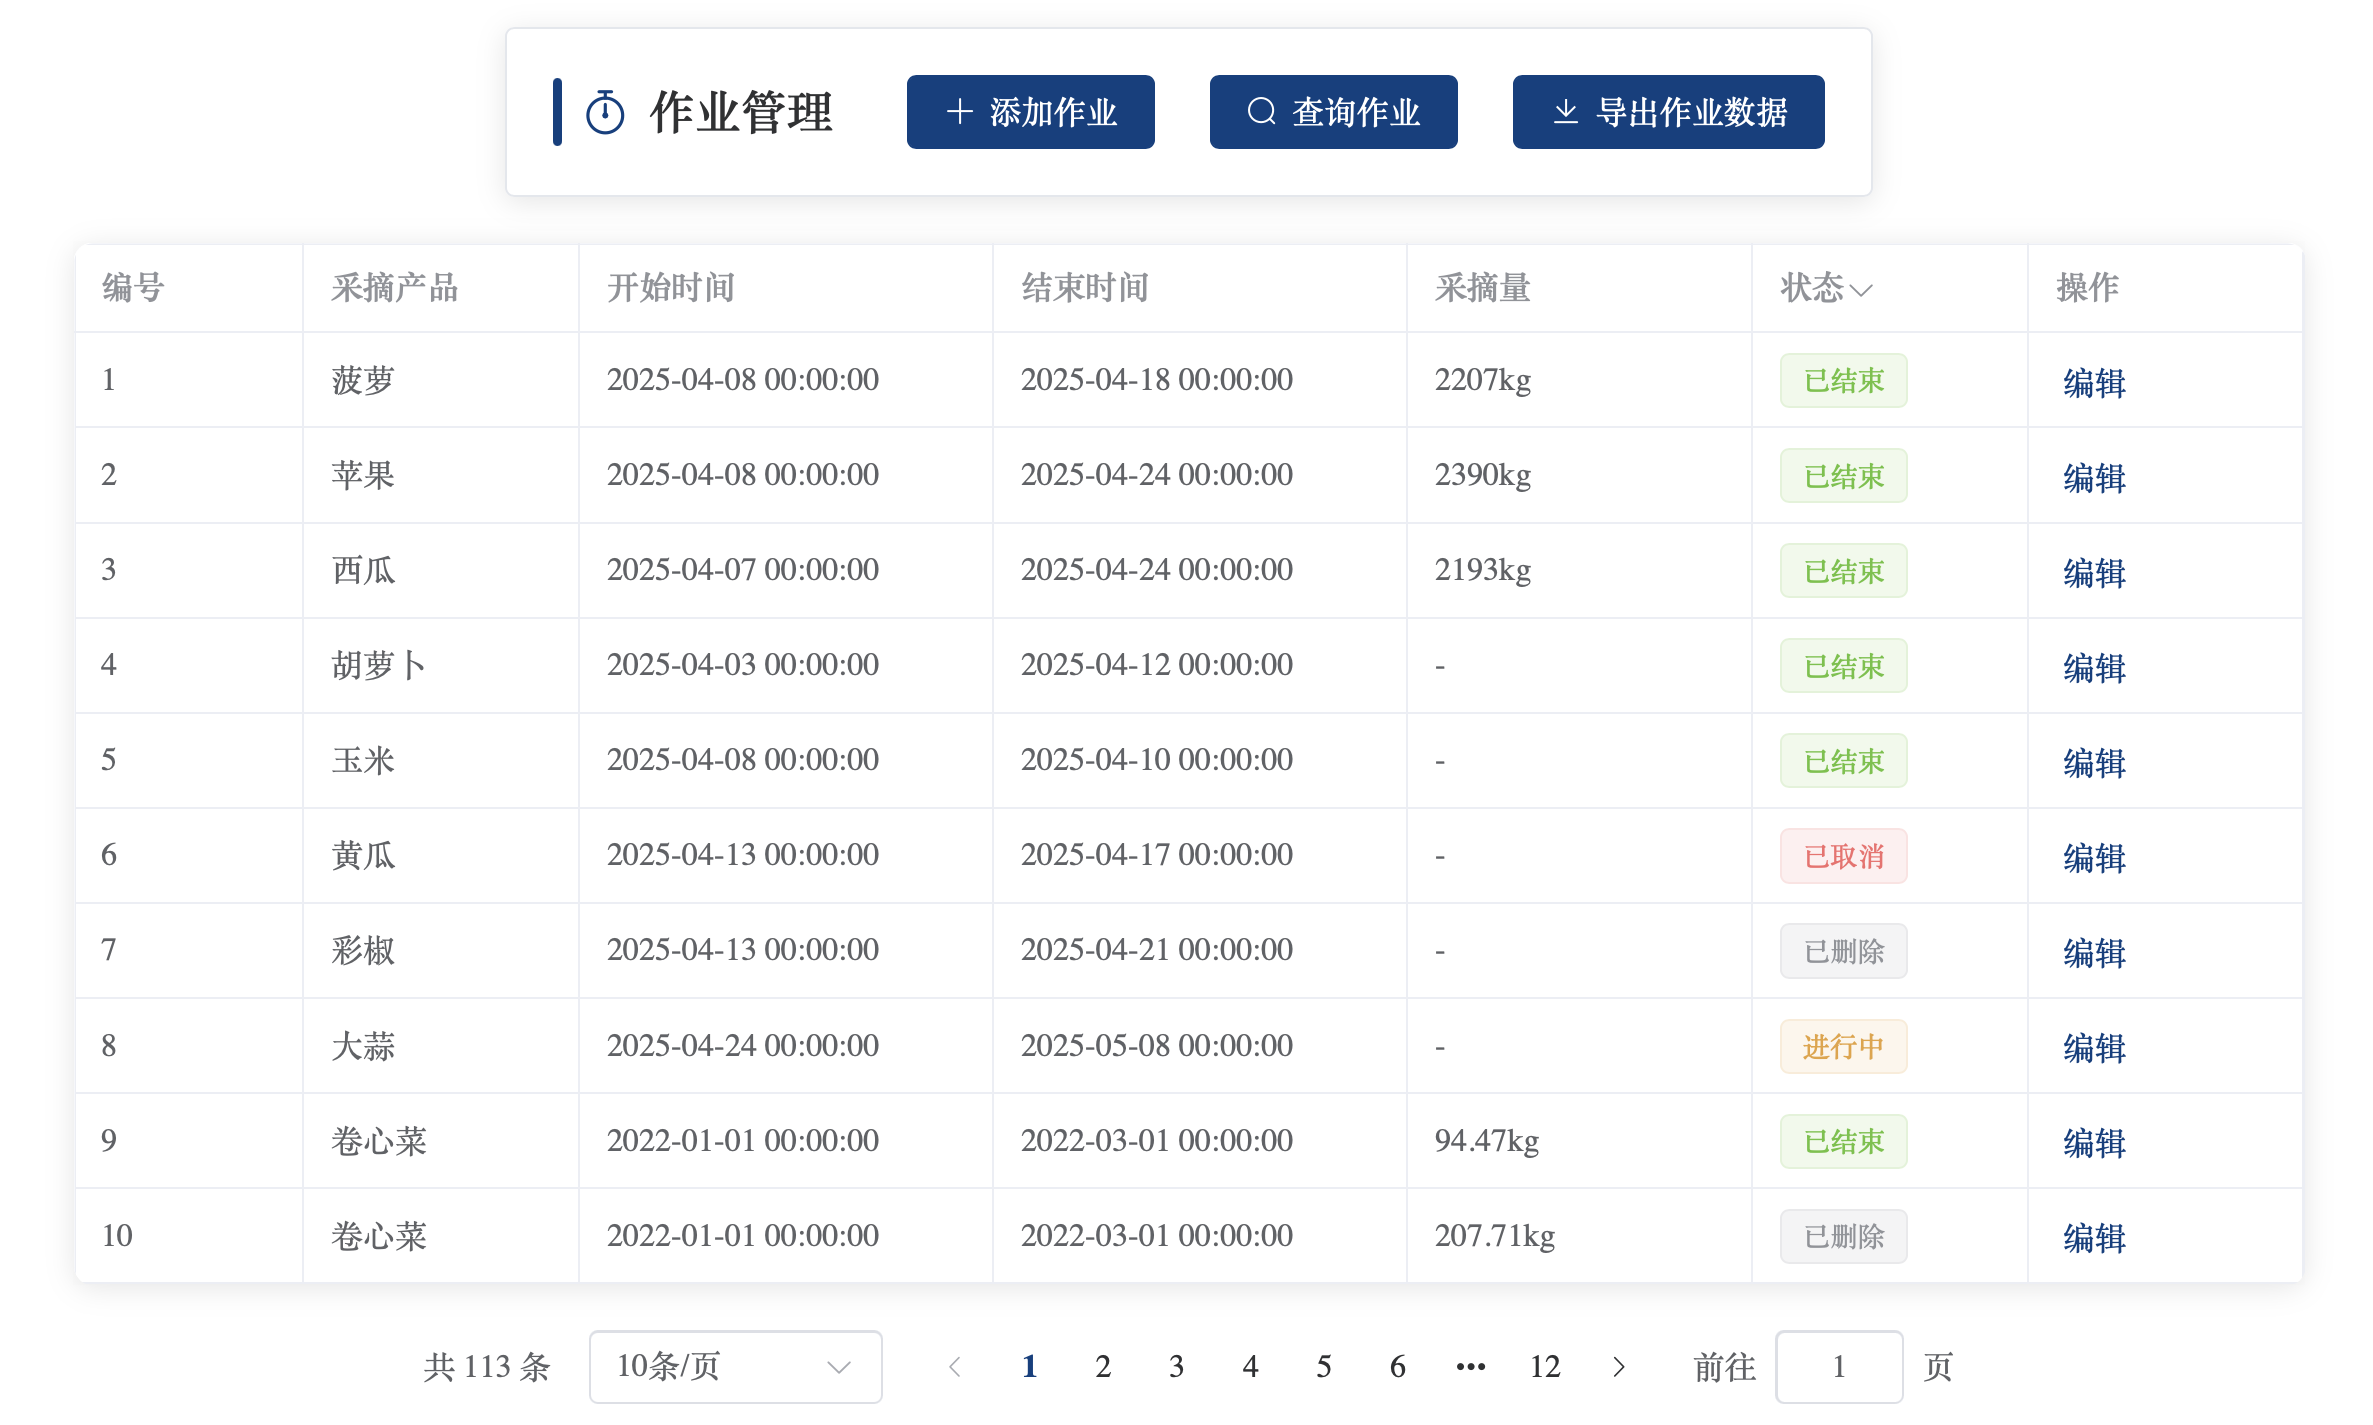 作业管理 添加作业 查询作业 导出作业数据
编号 采摘产品 开始时间 结束时间 采摘量 状态 操作
1 菠萝 2025-04-08 00:00:00 2025-04-18 00:00:00 2207kg 已结束 编辑
2 苹果 2025-04-08 00:00:00 2025-04-24 00:00:00 2390kg 已结束 编辑
3 西瓜 2025-04-07 00:00:00 2025-04-24 00:00:00 2193kg 已结束 编辑
4 胡萝卜 2025-04-03 00:00:00 2025-04-12 00:00:00 - 已结束 编辑
5 玉米 2025-04-08 00:00:00 2025-04-10 00:00:00 - 已结束 编辑
6 黄瓜 2025-04-13 00:00:00 2025-04-17 00:00:00 - 已取消 编辑
7 彩椒 2025-04-13 00:00:00 2025-04-21 00:00:00 - 已删除 编辑
8 大蒜 2025-04-24 00:00:00 2025-05-08 00:00:00 - 进行中 编辑
9 卷心菜 2022-01-01 00:00:00 2022-03-01 00:00:00 94.47kg 已结束 编辑
10 卷心菜 2022-01-01 00:00:00 2022-03-01 00:00:00 207.71kg 已删除 编辑
共 113 条 10条/页 1 2 3 4 5 6 ••• 12 前往 1 页